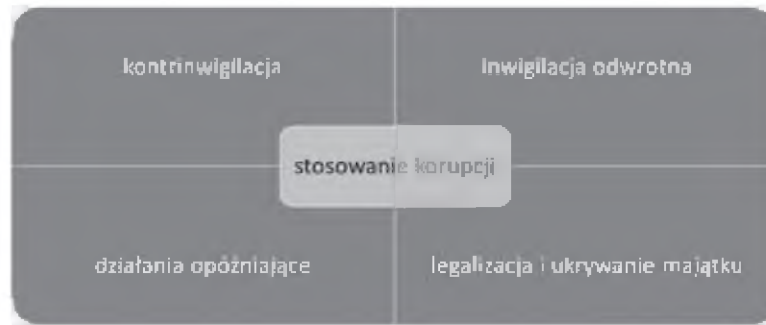 kontrinwigilacja
inwigilacja odwrotna
stosowanie korupcji
działania opóźniające
legalizacja i ukrywanie majątku